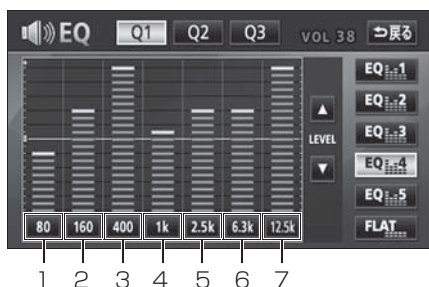 EQ Q1 Q2 Q3 VOL 38 戻る
EQ 1
EQ 2
EQ 3
EQ 4
EQ 5
FLAT
LEVEL
80 160 400 1k 2.5k 6.3k 12.5k
1 2 3 4 5 6 7